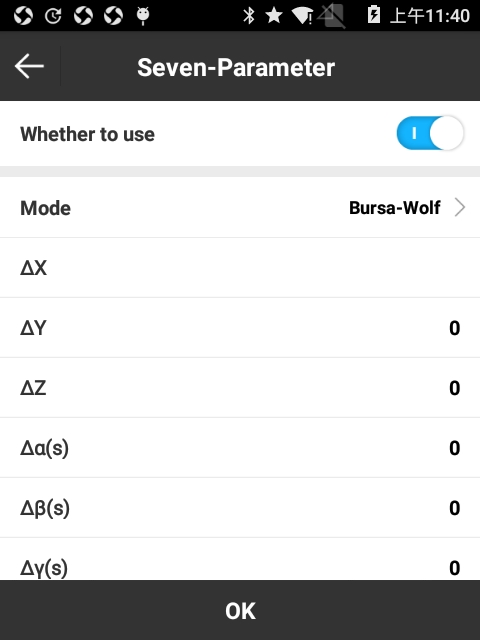 上午11:40
Seven-Parameter
Whether to use
Mode Bursa-Wolf
ΔX
ΔY 0
ΔZ 0
Δα(s) 0
Δβ(s) 0
Δγ(s) 0
OK